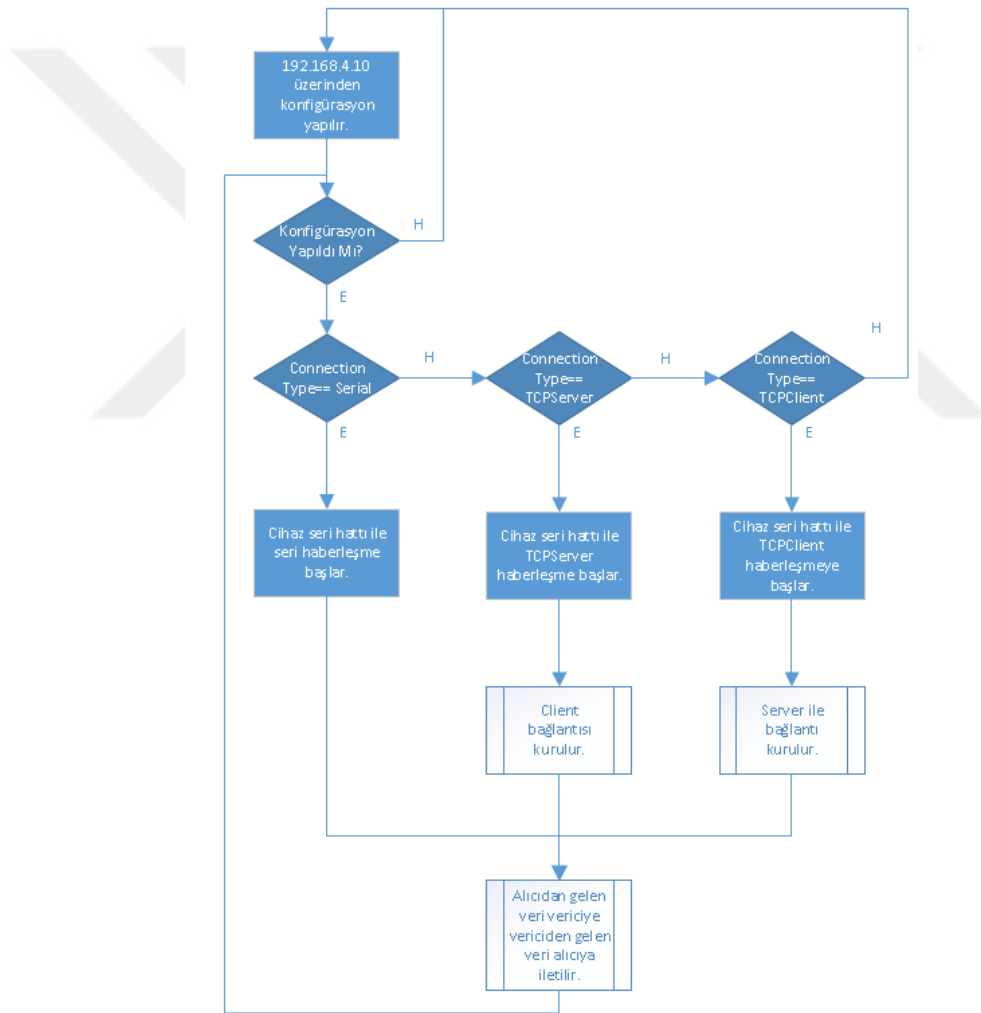 192.168.4.10
üzerinden
konfigürasyon
yapılır.
Konfigürasyon
Yapıldı Mı?
H
E
Connection
Type== Serial
H
E
Connection
Type==
TCPServer
H
E
Connection
Type==
TCPClient
H
E
Cihaz seri hattı ile
seri haberleşme
başlar.
Cihaz seri hattı ile
TCPServer
haberleşme başlar.
Cihaz seri hattı ile
TCPClient
haberleşmeye
başlar.
Client
bağlantısı
kurulur.
Server ile
bağlantı
kurulur.
Alıcıdan gelen
veri vericiye
vericiden gelen
veri alıcıya
iletilir.